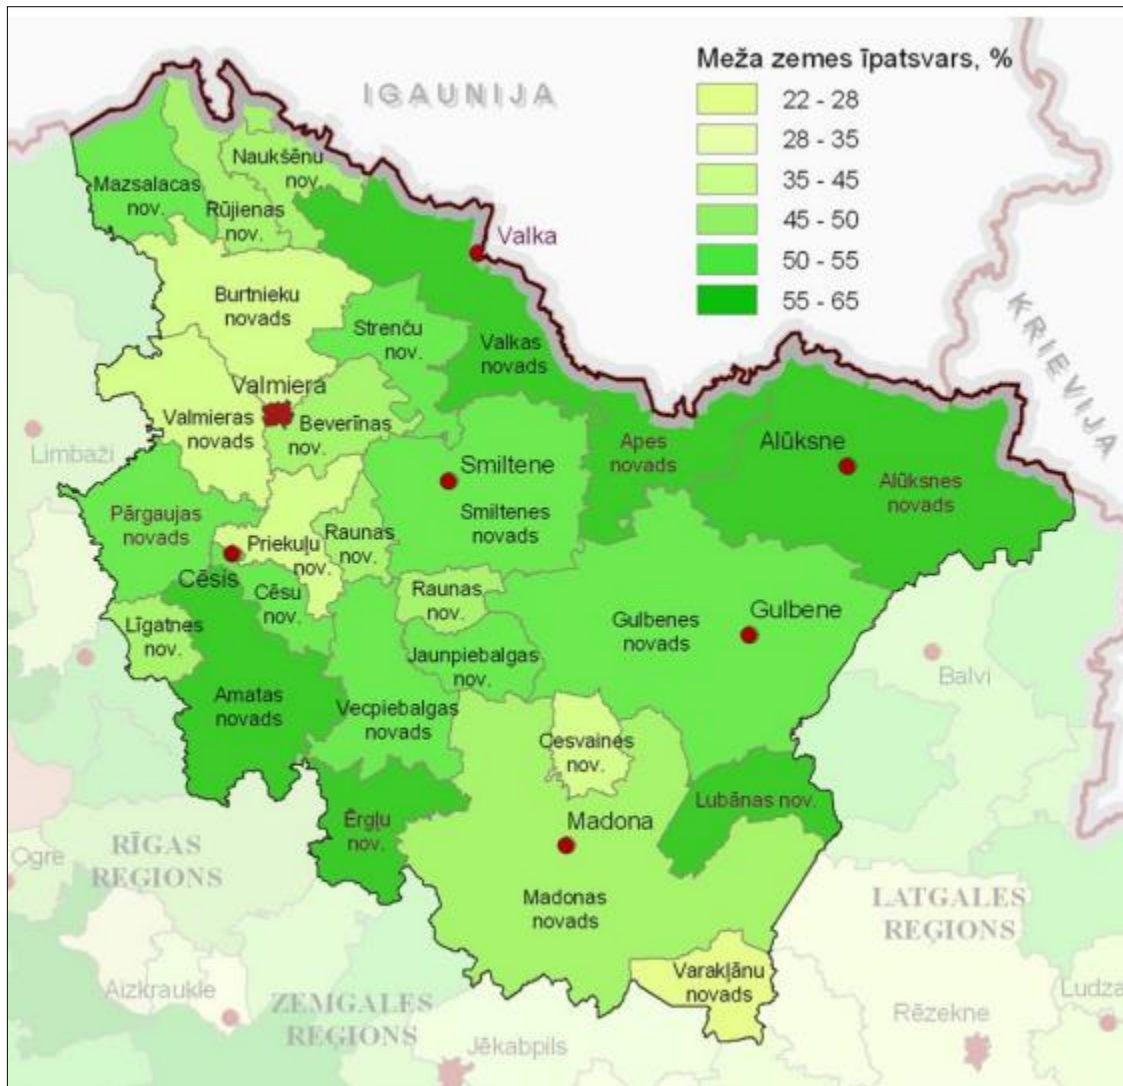 Meža zemes īpatsvars, %
22 - 28
28 - 35
35 - 45
45 - 50
50 - 55
55 - 65
IGAUNIJA
KRIEVIJA
Naukšēnu
nov.
Mazsalacas
nov.
Rūjienas
nov.
Valka
Burtnieku
novads
Strenču
nov.
Valkas
novads
Valmiera
Valmieras
novads
Beverīnas
nov.
Limbaži
Apes
novads
Alūksne
Alūksnes
novads
Smiltene
Smiltenes
novads
Pārgaujas
novads
Priekuļu
nov.
Raunas
nov.
Cēsis
Cēsu
nov.
Raunas
nov.
Līgatnes
nov.
Gulbenes
novads
Gulbene
Jaunpiebalgas
nov.
Balvi
Amatas
novads
Vecpiebalgas
novads
Cesvaines
nov.
Lubānas nov.
Ērgļu
nov.
Madona
RĪGAS
REĢIONS
Ogre
Madonas
novads
LATGALES
REĢIONS
Varakļānu
novads
Aizkraukle
ZEMGALES
REĢIONS
Rēzekne
Ludza
Jēkabpils